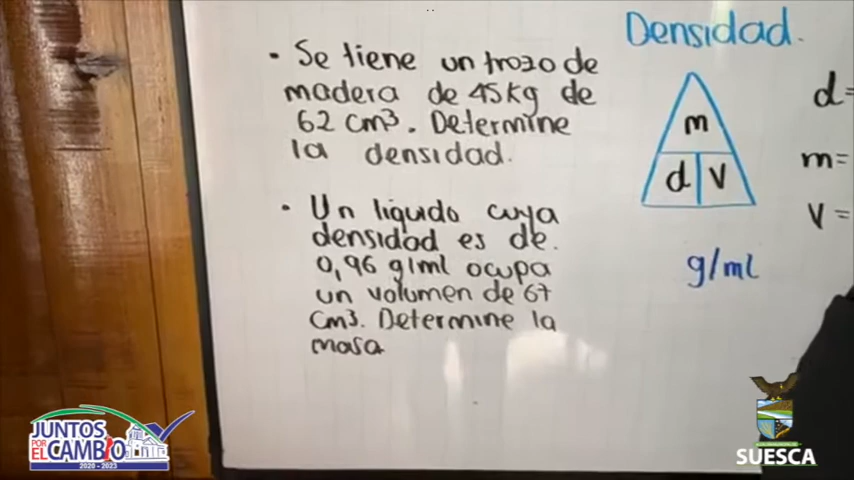 Densidad.
• Se tiene un trozo de
madera de 45kg de
62 cm³. Determine
la densidad.
• Un liquido cuya
densidad es de.
0,96 g/ml ocupa
un volumen de 67
cm³. Determine la
masa
m
d V
d=
m=
V=
g/ml
JUNTOS
POR EL CAMBIO
2020 - 2023
SUESCA